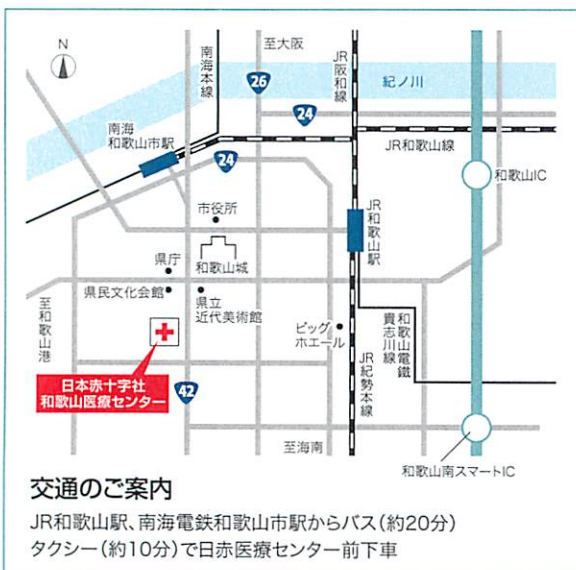 N
至大阪
26
24
南海本線
JR阪和線
紀ノ川
南海
和歌山市駅
24
JR和歌山線
和歌山IC
市役所
JR和歌山駅
県庁
和歌山城
県民文化会館
県立
近代美術館
至和歌山港
ビッグ
ホエール
和歌山電鐵
貴志川線
JR紀勢本線
日本赤十字社
和歌山医療センター
42
至海南
和歌山南スマートIC
交通のご案内
JR和歌山駅、南海電鉄和歌山市駅からバス(約20分)
タクシー(約10分)で日赤医療センター前下車